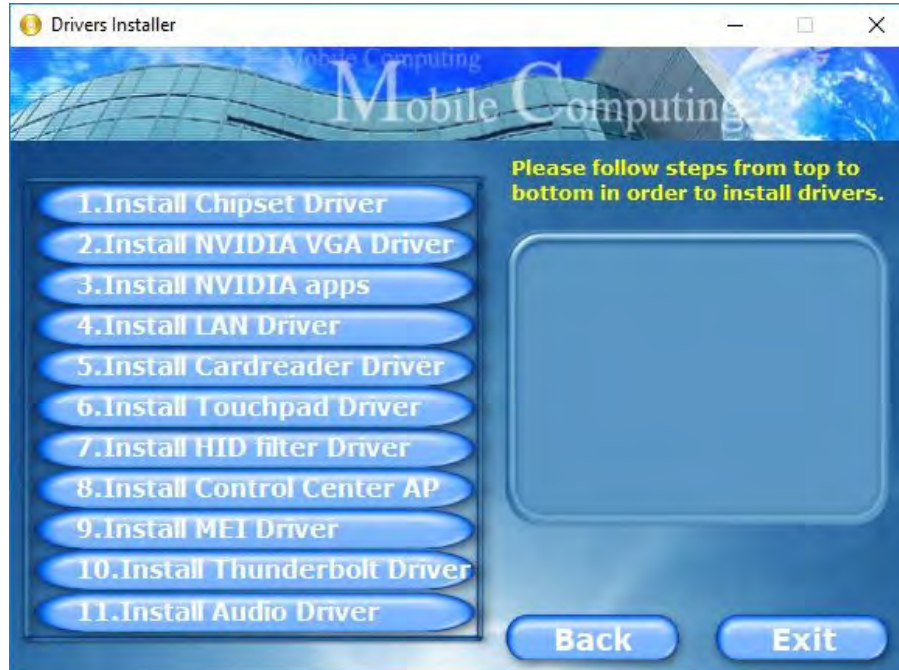 Drivers Installer
Mobile Computing
Mobile Computing
Please follow steps from top to
bottom in order to install drivers.
1.Install Chipset Driver
2.Install NVIDIA VGA Driver
3.Install NVIDIA apps
4.Install LAN Driver
5.Install Cardreader Driver
6.Install Touchpad Driver
7.Install HID filter Driver
8.Install Control Center AP
9.Install MEI Driver
10.Install Thunderbolt Driver
11.Install Audio Driver
Back
Exit